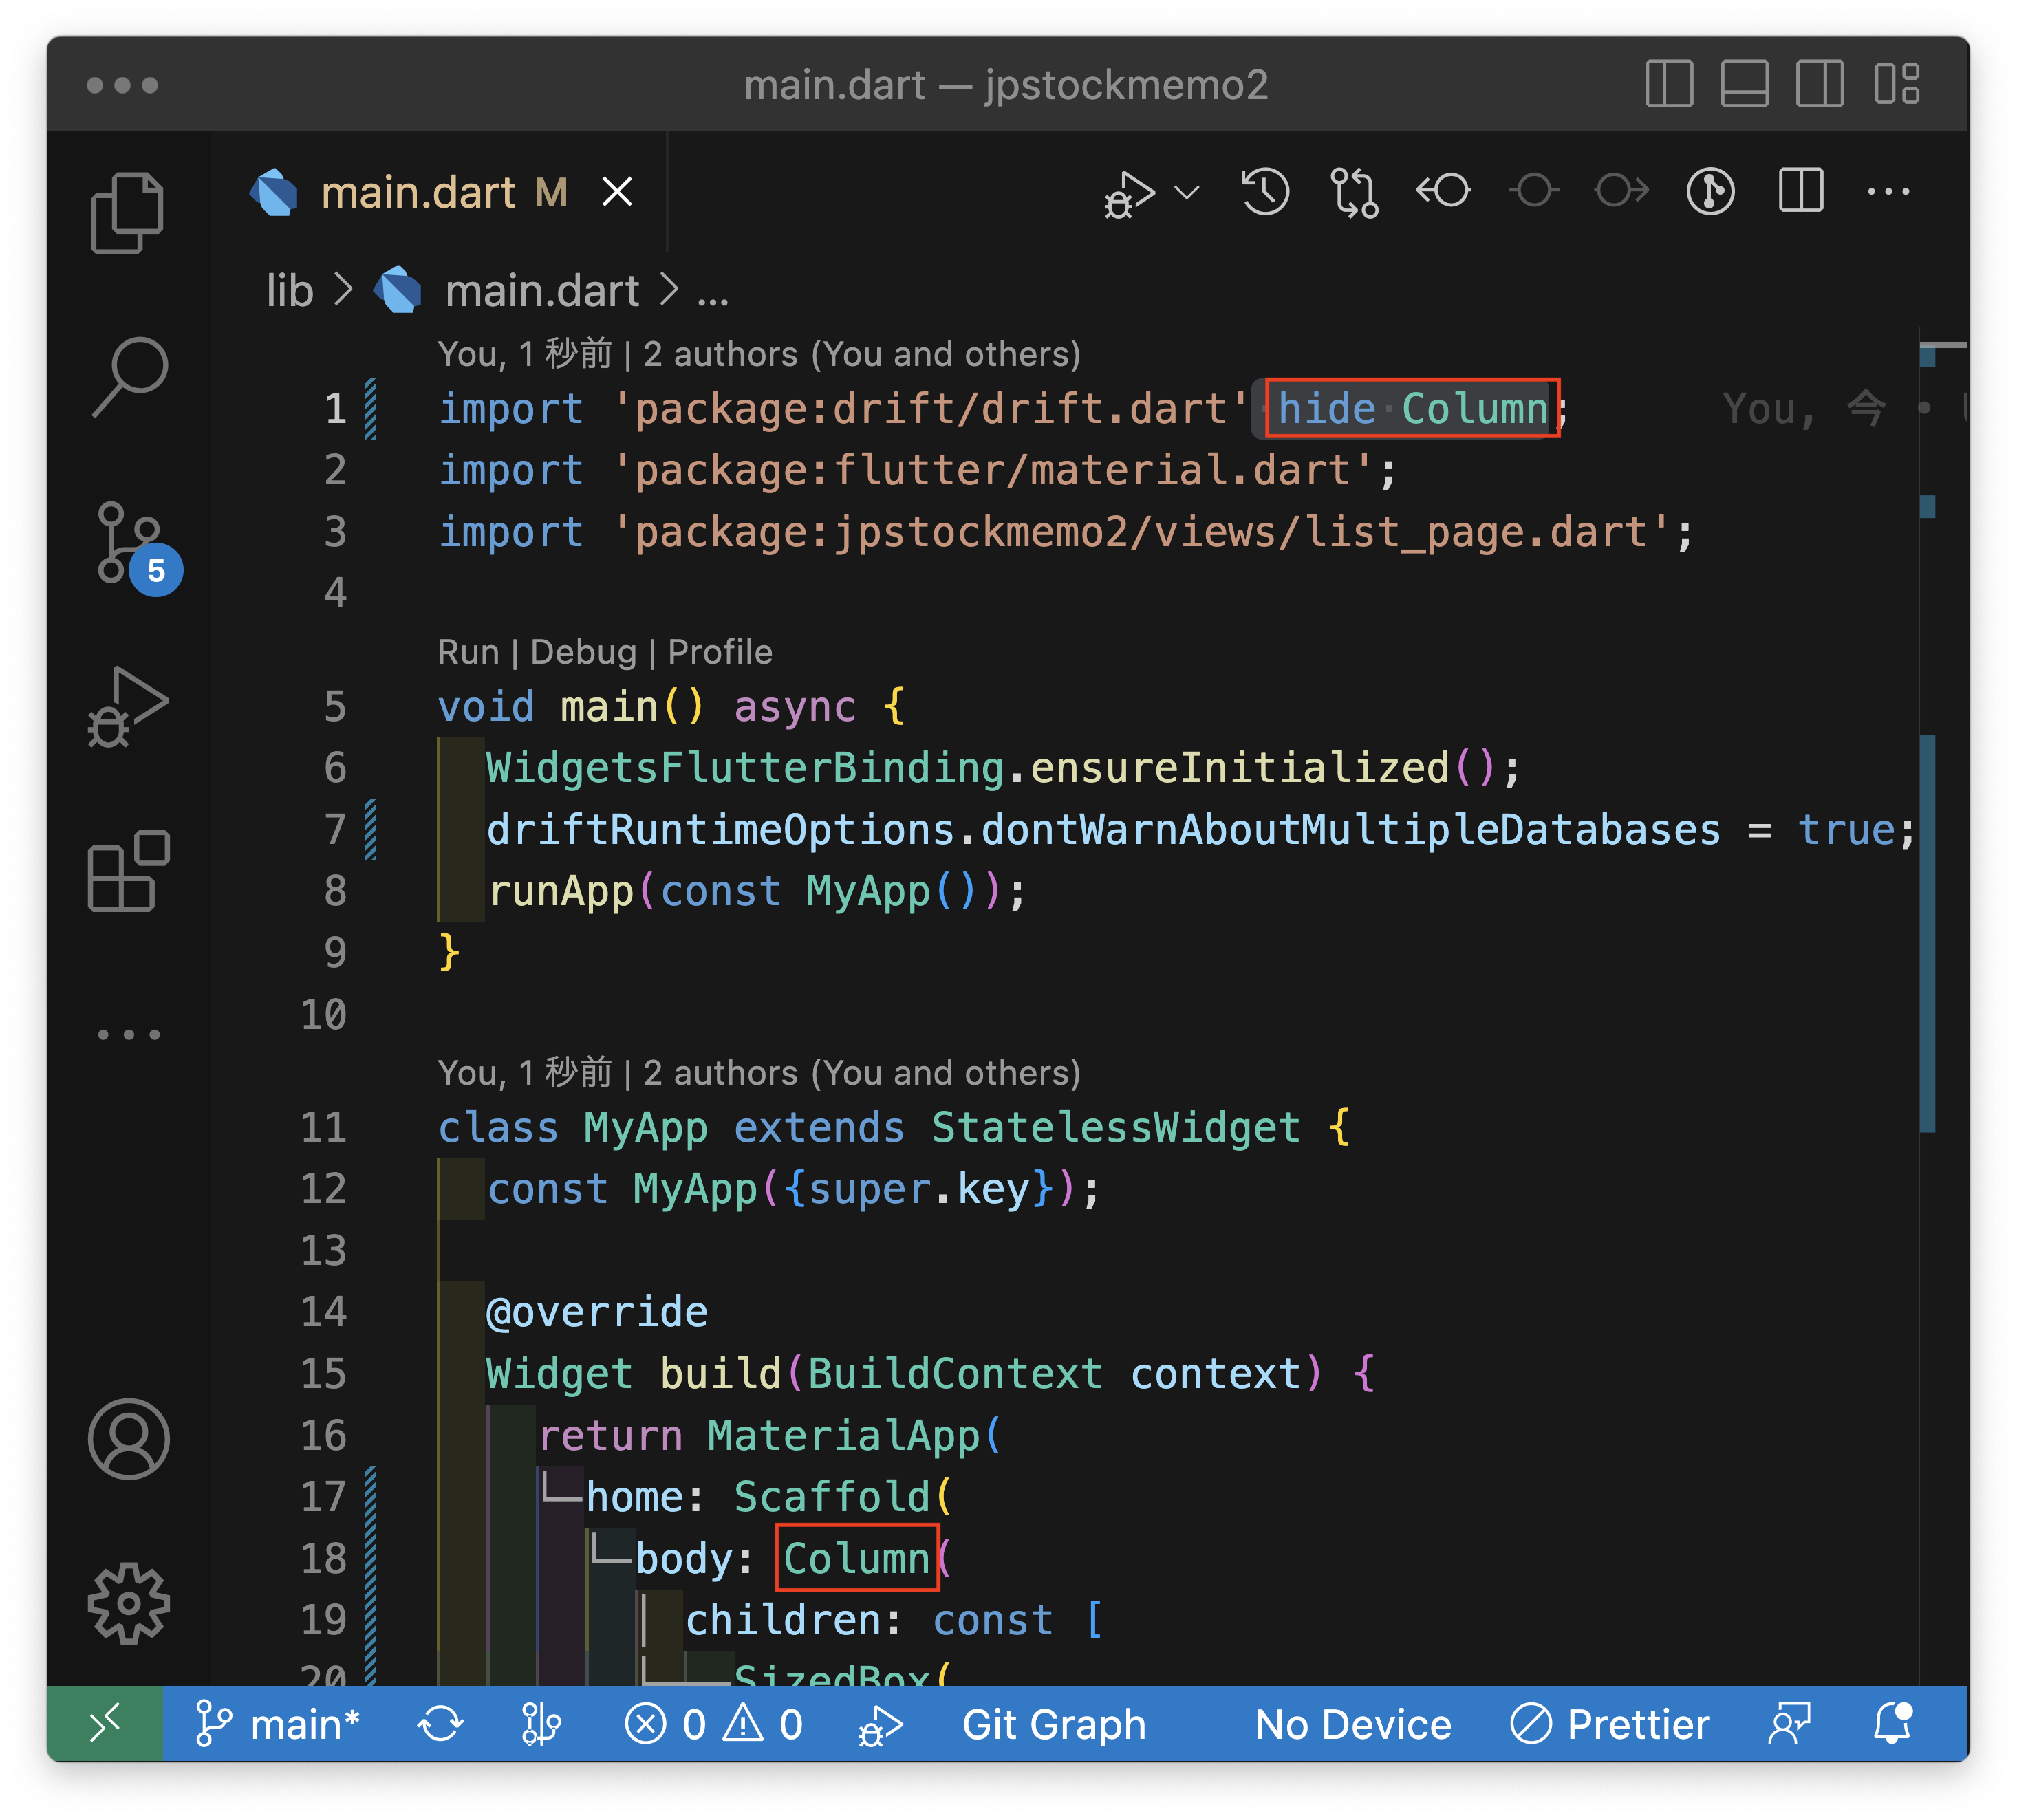 main.dart — jpstockmemo2
main.dart M
lib > main.dart > ...
You, 1 秒前 | 2 authors (You and others)
1 import 'package:drift/drift.dart' hide Column; You, 今 •
2 import 'package:flutter/material.dart';
3 import 'package:jpstockmemo2/views/list_page.dart';
4
Run | Debug | Profile
5 void main() async {
6 WidgetsFlutterBinding.ensureInitialized();
7 driftRuntimeOptions.dontWarnAboutMultipleDatabases = true;
8 runApp(const MyApp());
9 }
10
You, 1 秒前 | 2 authors (You and others)
11 class MyApp extends StatelessWidget {
12 const MyApp({super.key});
13
14 @override
15 Widget build(BuildContext context) {
16 return MaterialApp(
17 home: Scaffold(
18 body: Column(
19 children: const [
20 SizedBox(
5
main* 0 0 Git Graph No Device Prettier